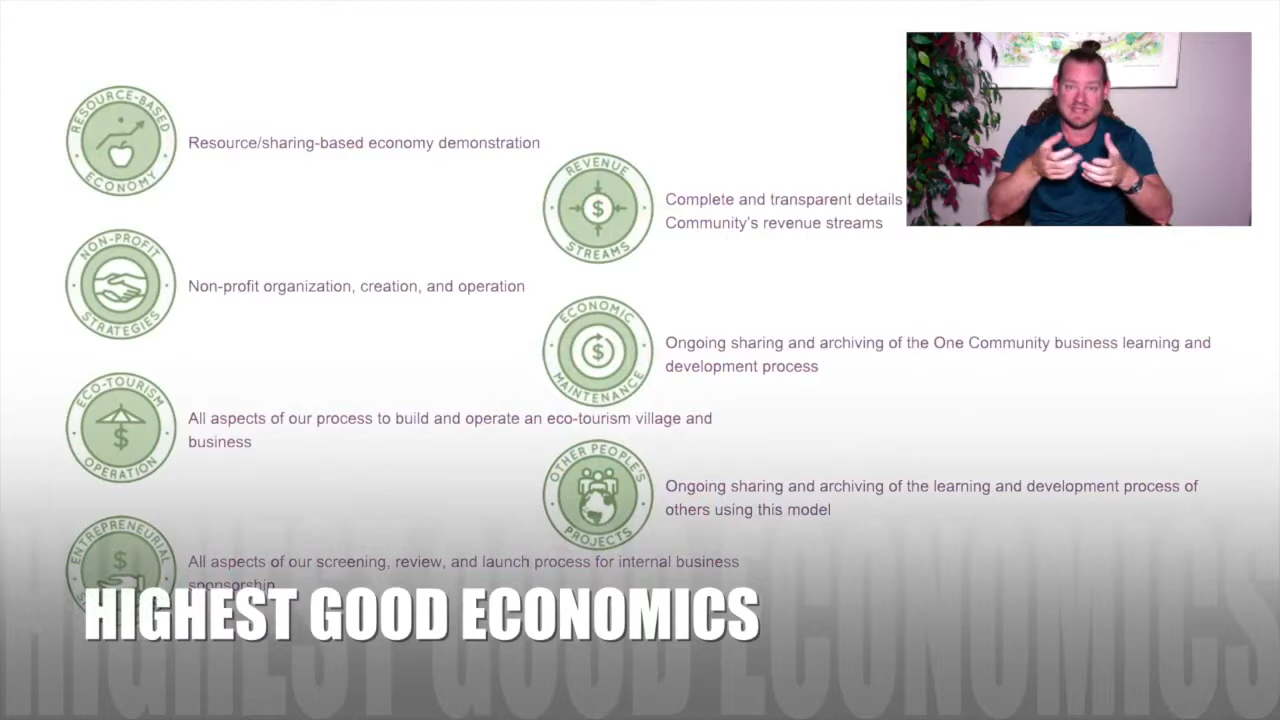 RESOURCE-BASED
ECONOMY
Resource/sharing-based economy demonstration
REVENUE
STREAMS
Complete and transparent details
Community's revenue streams
NON-PROFIT
STRATEGIES
Non-profit organization, creation, and operation
ECONOMIC
MAINTENANCE
Ongoing sharing and archiving of the One Community business learning and
development process
ECO-TOURISM
OPERATION
All aspects of our process to build and operate an eco-tourism village and
business
OTHER PEOPLE'S
PROJECTS
Ongoing sharing and archiving of the learning and development process of
others using this model
ENTREPRENEURIAL
All aspects of our screening, review, and launch process for internal business
sponsorship
HIGHEST GOOD ECONOMICS
HIGHEST GOOD ECONOMICS